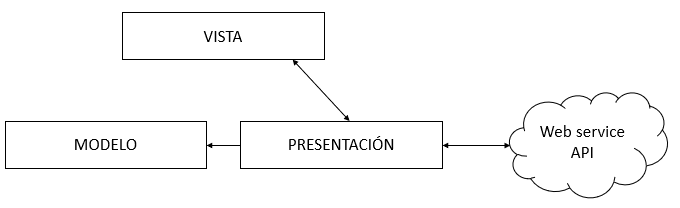 VISTA
MODELO
PRESENTACIÓN
Web service
API